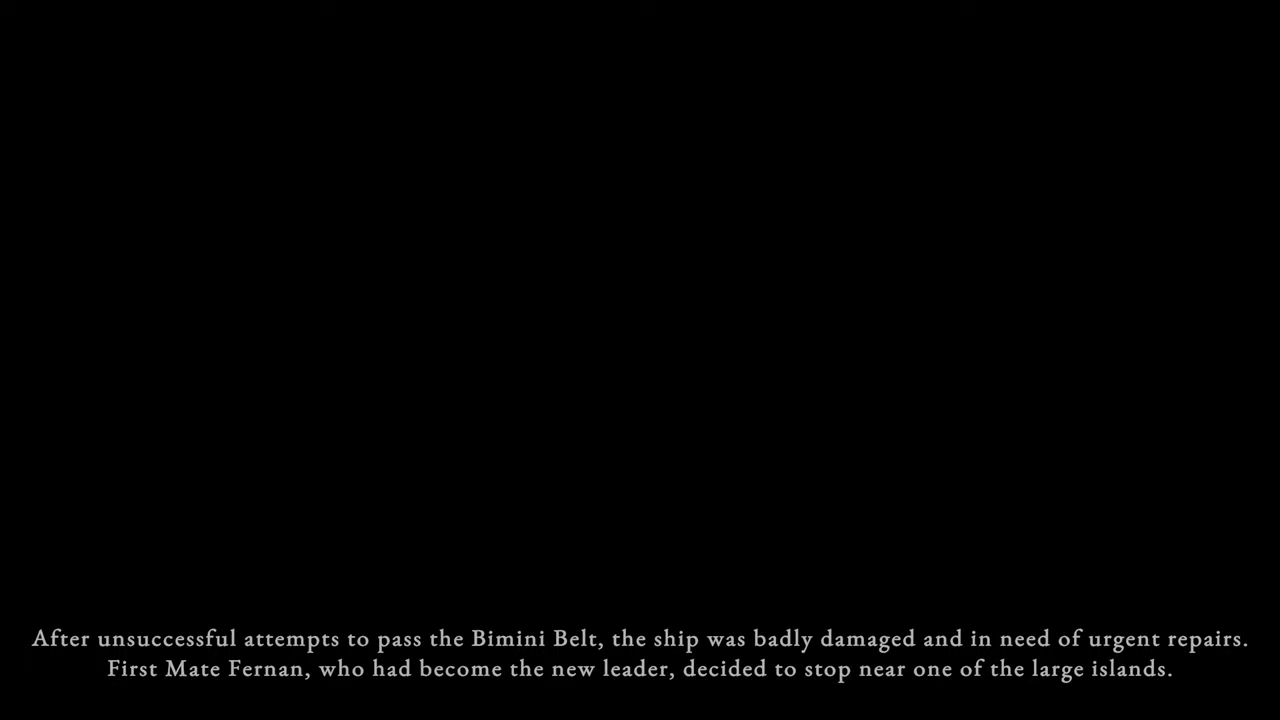 After unsuccessful attempts to pass the Bimini Belt, the ship was badly damaged and in need of urgent repairs.
First Mate Fernan, who had become the new leader, decided to stop near one of the large islands.